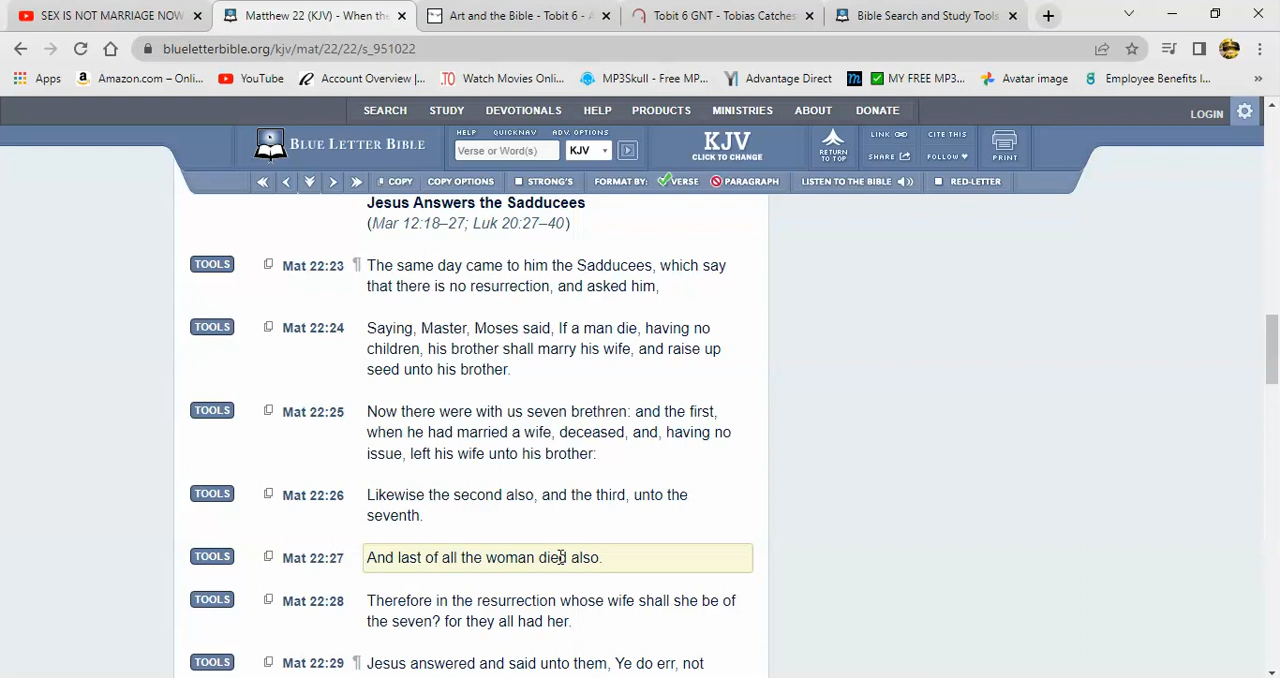 SEX IS NOT MARRIAGE NOW
Matthew 22 (KJV) - When the
Art and the Bible - Tobit 6 - A
Tobit 6 GNT - Tobias Catches
Bible Search and Study Tools
blueletterbible.org/kjv/mat/22/22/s_951022
Apps Amazon.com – Onli... YouTube Account Overview |... Watch Movies Onlin... MP3Skull - Free MP... Advantage Direct MY FREE MP3... Avatar image Employee Benefits I... »
SEARCH STUDY DEVOTIONALS HELP PRODUCTS MINISTRIES ABOUT DONATE LOGIN
BLUE LETTER BIBLE
HELP QUICKNAV ADV. OPTIONS
Verse or Word(s) KJV
KJV
CLICK TO CHANGE
RETURN
TO TOP
LINK CITE THIS
SHARE FOLLOW
PRINT
COPY COPY OPTIONS STRONG'S FORMAT BY: VERSE PARAGRAPH LISTEN TO THE BIBLE RED-LETTER
Jesus Answers the Sadducees
(Mar 12:18–27; Luk 20:27–40)
TOOLS Mat 22:23 ¶ The same day came to him the Sadducees, which say
that there is no resurrection, and asked him,
TOOLS Mat 22:24 Saying, Master, Moses said, If a man die, having no
children, his brother shall marry his wife, and raise up
seed unto his brother.
TOOLS Mat 22:25 Now there were with us seven brethren: and the first,
when he had married a wife, deceased, and, having no
issue, left his wife unto his brother:
TOOLS Mat 22:26 Likewise the second also, and the third, unto the
seventh.
TOOLS Mat 22:27 And last of all the woman died also.
TOOLS Mat 22:28 Therefore in the resurrection whose wife shall she be of
the seven? for they all had her.
TOOLS Mat 22:29 ¶ Jesus answered and said unto them, Ye do err, not